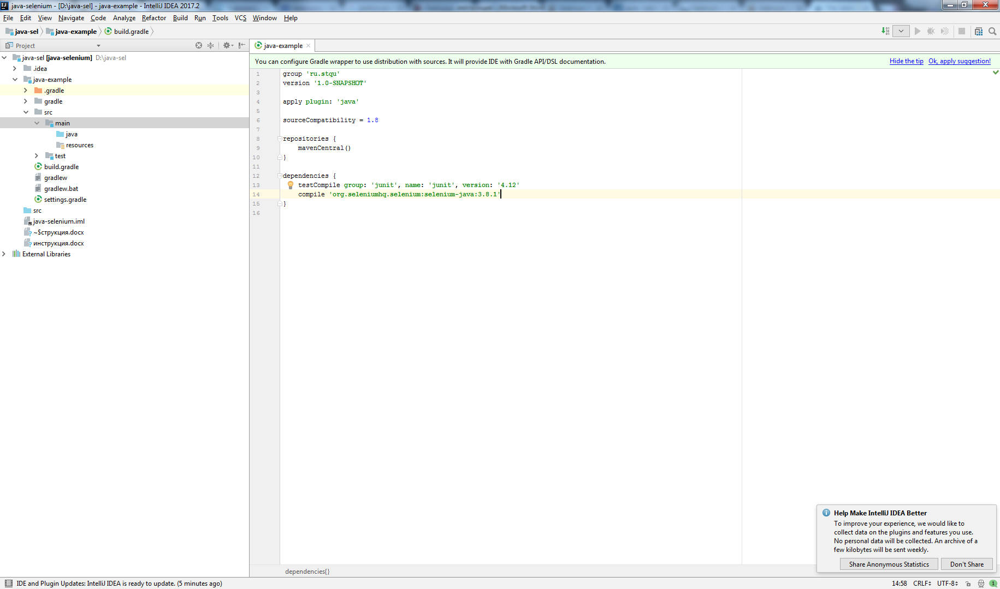 java-selenium - [D:\java-sel] - java-example - IntelliJ IDEA 2017.2
File Edit View Navigate Code Analyze Refactor Build Run Tools VCS Window Help
java-sel java-example build.gradle
Project
java-example
java-sel [java-selenium] D:\java-sel
.idea
java-example
.gradle
gradle
src
main
java
resources
test
build.gradle
gradlew
gradlew.bat
settings.gradle
src
java-selenium.iml
~$струкция.docx
инструкция.docx
External Libraries
You can configure Gradle wrapper to use distribution with sources. It will provide IDE with Gradle API/DSL documentation. Hide the tip Ok, apply suggestion!
1 group 'ru.stqu'
2 version '1.0-SNAPSHOT'
3
4 apply plugin: 'java'
5
6 sourceCompatibility = 1.8
7
8 repositories {
9 mavenCentral()
10 }
11
12 dependencies {
13 testCompile group: 'junit', name: 'junit', version: '4.12'
14 compile 'org.seleniumhq.selenium:selenium-java:3.8.1'
15 }
16
dependencies{}
Help Make IntelliJ IDEA Better
To improve your experience, we would like to
collect data on the plugins and features you use.
No personal data will be collected. An archive of a
few kilobytes will be sent weekly.
Share Anonymous Statistics Don't Share
IDE and Plugin Updates: IntelliJ IDEA is ready to update. (5 minutes ago) 14:58 CRLF UTF-8 1